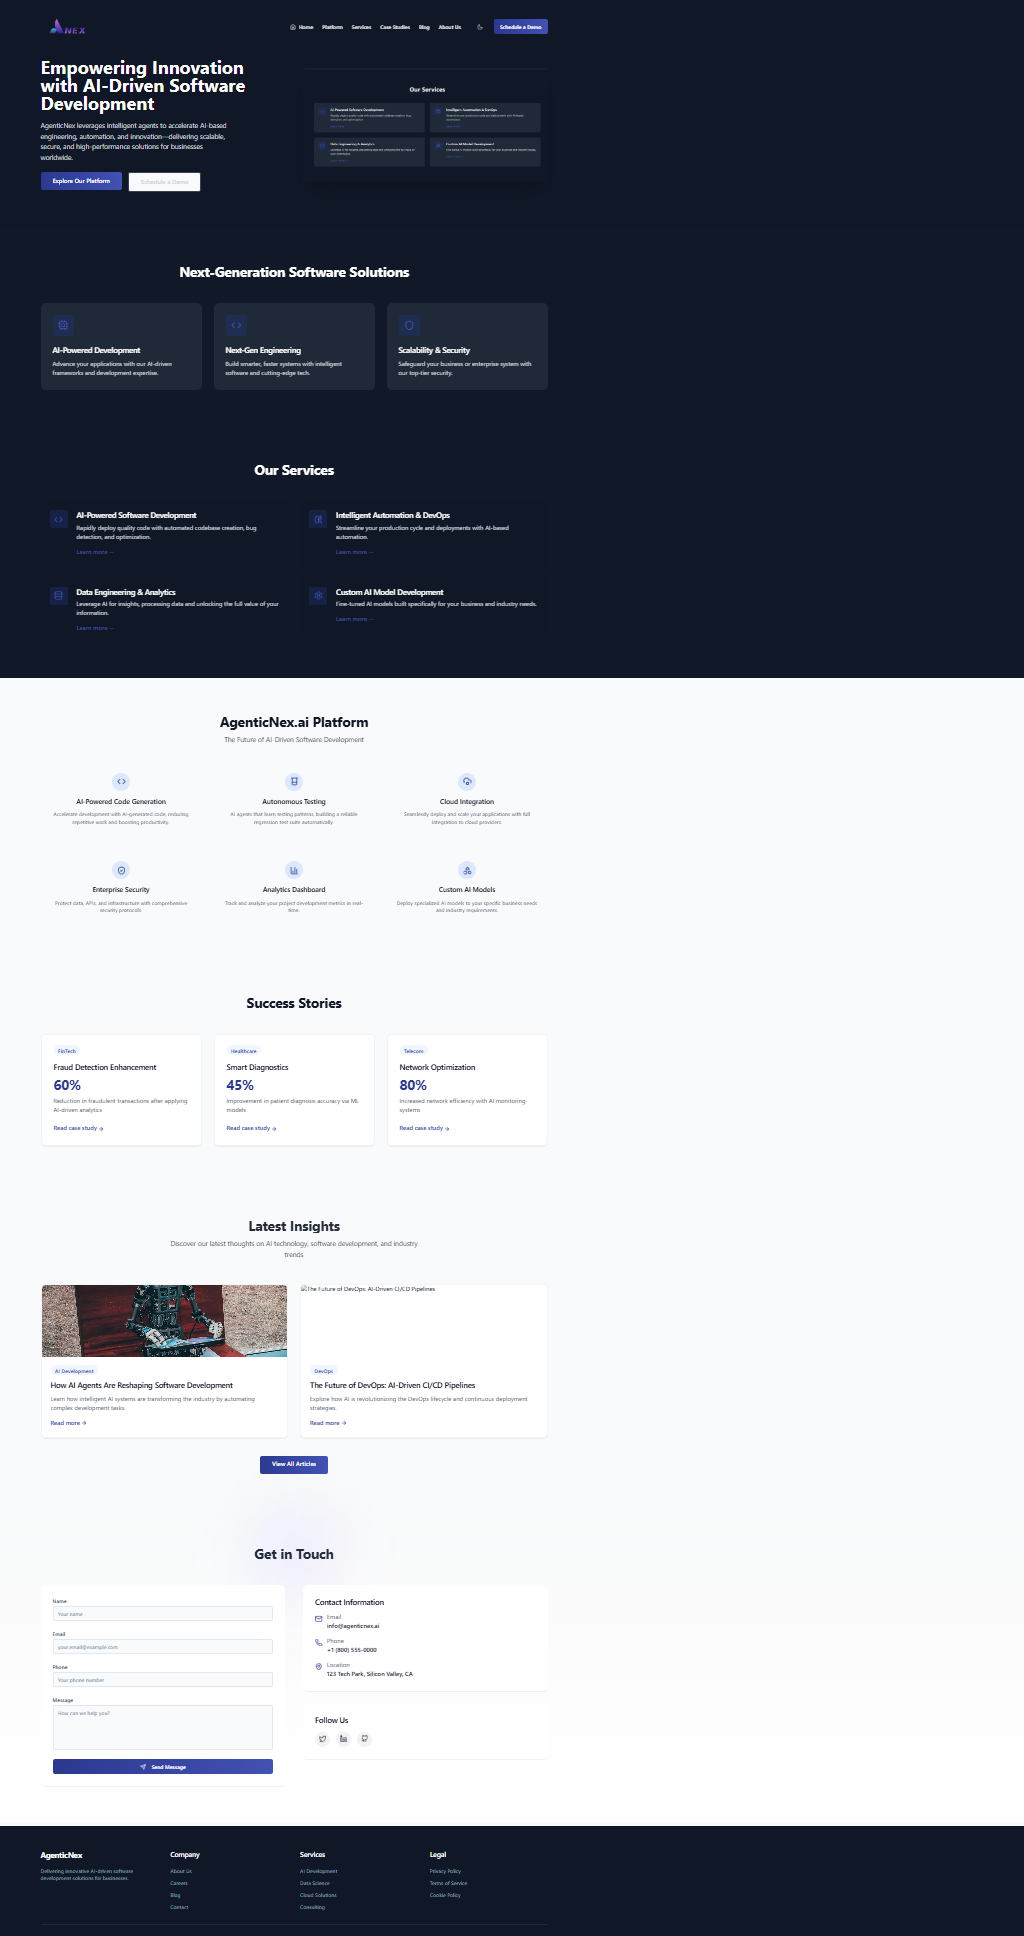 ANEX
Home Platform Services Case Studies Blog About Us Schedule a Demo
Empowering Innovation
with AI-Driven Software
Development
AgenticNex leverages intelligent agents to accelerate AI-based
engineering, automation, and innovation—delivering scalable,
secure, and high-performance solutions for businesses
worldwide.
Explore Our Platform
Schedule a Demo
Our Services
AI-Powered Software Development
Intelligent Automation & DevOps
Data Engineering & Analytics
Custom AI Model Development
Next-Generation Software Solutions
AI-Powered Development
Advance your applications with our AI-driven
frameworks and development expertise.
Next-Gen Engineering
Build smarter, faster systems with intelligent
software and cutting-edge tech.
Scalability & Security
Safeguard your business or enterprise system with
our top-tier security.
Our Services
AI-Powered Software Development
Rapidly deploy quality code with automated codebase creation, bug
detection, and optimization.
Learn more →
Intelligent Automation & DevOps
Streamline your production cycle and deployments with AI-based
automation.
Learn more →
Data Engineering & Analytics
Leverage AI for insights, processing data and unlocking the full value of your
information.
Learn more →
Custom AI Model Development
Fine-tuned AI models built specifically for your business and industry needs.
Learn more →
AgenticNex.ai Platform
The Future of AI-Driven Software Development
AI-Powered Code Generation
Accelerate development with AI-generated code, reducing
repetitive work and boosting productivity.
Autonomous Testing
AI agents that learn testing patterns, building a reliable
regression test suite automatically.
Cloud Integration
Seamlessly deploy and scale your applications with full
integration to cloud providers.
Enterprise Security
Protect data, APIs, and infrastructure with comprehensive
security protocols.
Analytics Dashboard
Track and analyze your project development metrics in real-
time.
Custom AI Models
Deploy specialized AI models to your specific business needs
and industry requirements.
Success Stories
FinTech
Fraud Detection Enhancement
60%
Reduction in fraudulent transactions after applying
AI-driven analytics
Read case study →
Healthcare
Smart Diagnostics
45%
Improvement in patient diagnosis accuracy via ML
models
Read case study →
Telecom
Network Optimization
80%
Increased network efficiency with AI monitoring
systems
Read case study →
Latest Insights
Discover our latest thoughts on AI technology, software development, and industry
trends
AI Development
How AI Agents Are Reshaping Software Development
Learn how intelligent AI systems are transforming the industry by automating
complex development tasks.
Read more →
The Future of DevOps: AI-Driven CI/CD Pipelines
DevOps
The Future of DevOps: AI-Driven CI/CD Pipelines
Explore how AI is revolutionizing the DevOps lifecycle and continuous deployment
strategies.
Read more →
View All Articles
Get in Touch
Name
Your name
Email
your.email@example.com
Phone
Your phone number
Message
How can we help you?
Send Message
Contact Information
Email
info@agenticnex.ai
Phone
+1 (800) 555-0000
Location
123 Tech Park, Silicon Valley, CA
Follow Us
AgenticNex
Delivering innovative AI-driven software
development solutions for businesses.
Company
About Us
Careers
Blog
Contact
Services
AI Development
Data Science
Cloud Solutions
Consulting
Legal
Privacy Policy
Terms of Service
Cookie Policy